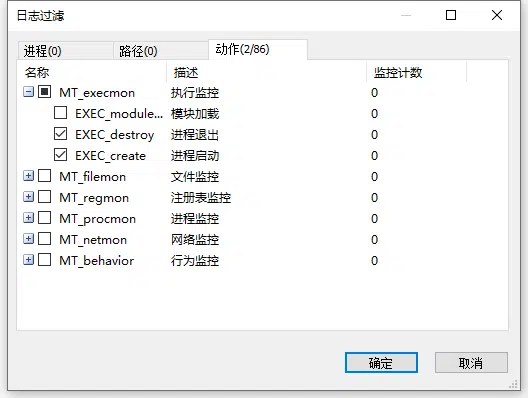 日志过滤
进程(0) 路径(0) 动作(2/86)
名称 描述 监控计数
MT_execmon 执行监控 0
EXEC_module... 模块加载 0
EXEC_destroy 进程退出 0
EXEC_create 进程启动 0
MT_filemon 文件监控 0
MT_regmon 注册表监控 0
MT_procmon 进程监控 0
MT_netmon 网络监控 0
MT_behavior 行为监控 0
确定 取消